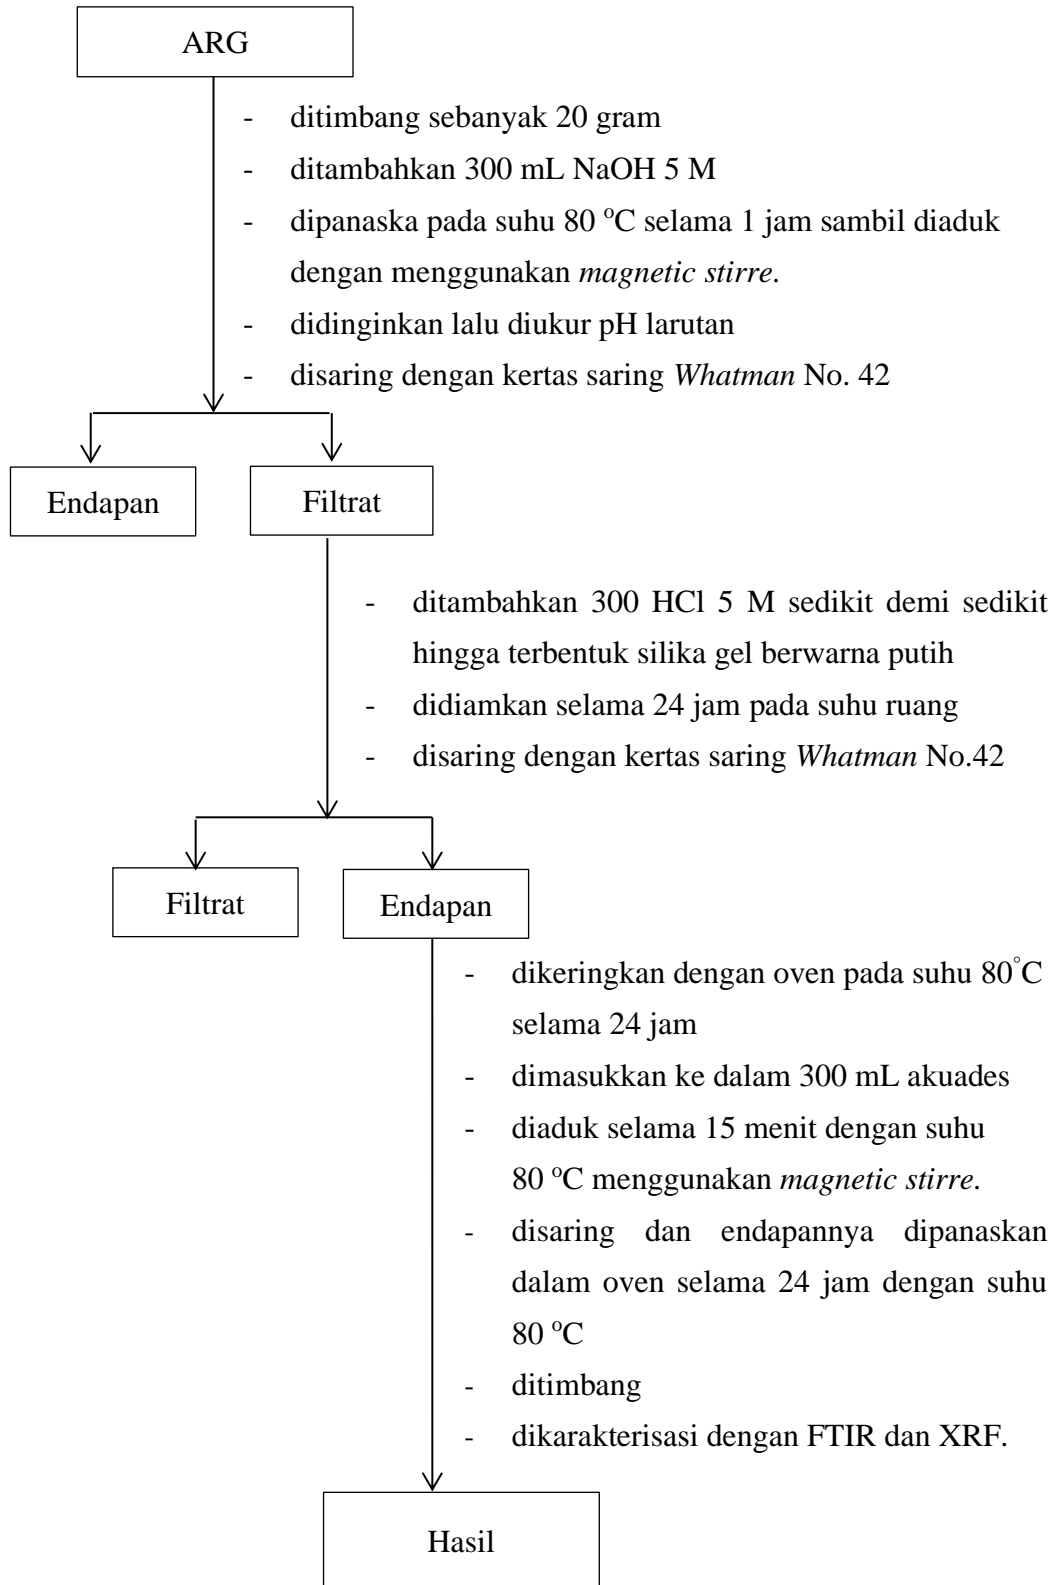 ARG
- ditimbang sebanyak 20 gram
- ditambahkan 300 mL NaOH 5 M
- dipanaska pada suhu 80 °C selama 1 jam sambil diaduk
dengan menggunakan magnetic stirre.
- didinginkan lalu diukur pH larutan
- disaring dengan kertas saring Whatman No. 42
Endapan
Filtrat
- ditambahkan 300 HCl 5 M sedikit demi sedikit
hingga terbentuk silika gel berwarna putih
- didiamkan selama 24 jam pada suhu ruang
- disaring dengan kertas saring Whatman No.42
Filtrat
Endapan
- dikeringkan dengan oven pada suhu 80°C
selama 24 jam
- dimasukkan ke dalam 300 mL akuades
- diaduk selama 15 menit dengan suhu
80 °C menggunakan magnetic stirre.
- disaring dan endapannya dipanaskan
dalam oven selama 24 jam dengan suhu
80 °C
- ditimbang
- dikarakterisasi dengan FTIR dan XRF.
Hasil